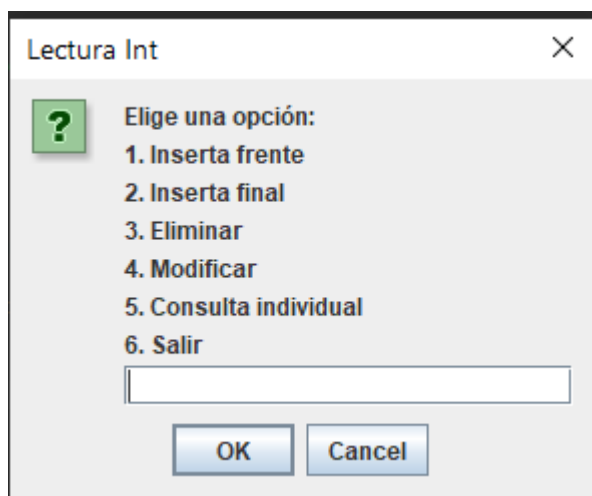 Lectura Int
?
Elige una opción:
1. Inserta frente
2. Inserta final
3. Eliminar
4. Modificar
5. Consulta individual
6. Salir
OK Cancel